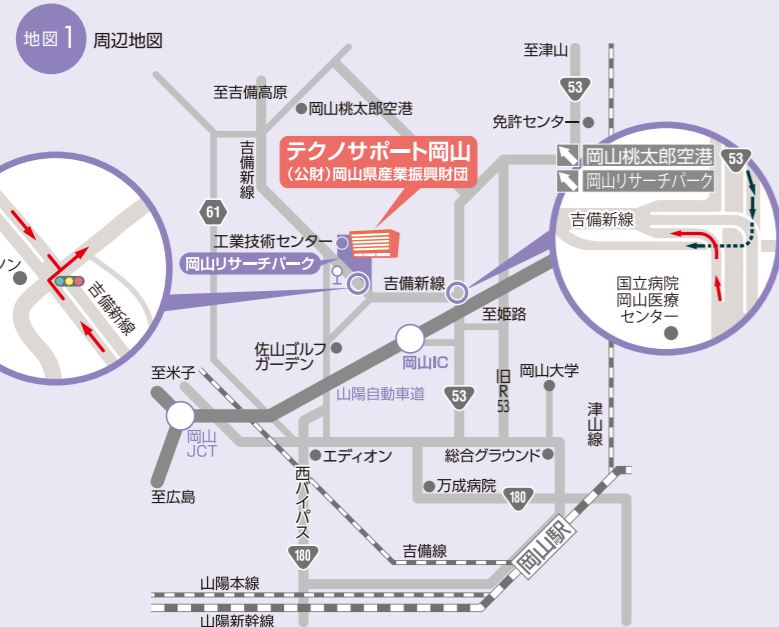 地図1 周辺地図
至津山
53
至吉備高原
岡山桃太郎空港
免許センター
吉備新線
テクノサポート岡山
(公財)岡山県産業振興財団
岡山桃太郎空港
53
岡山リサーチパーク
61
吉備新線
工業技術センター
岡山リサーチパーク
ソン
吉備新線
吉備新線
国立病院
岡山医療
センター
至姫路
佐山ゴルフ
ガーデン
岡山IC
岡山大学
至米子
山陽自動車道
53
旧R53
津山線
岡山
JCT
エディオン
総合グラウンド
至広島
西バイパス
万成病院
180
180
吉備線
岡山駅
山陽本線
山陽新幹線